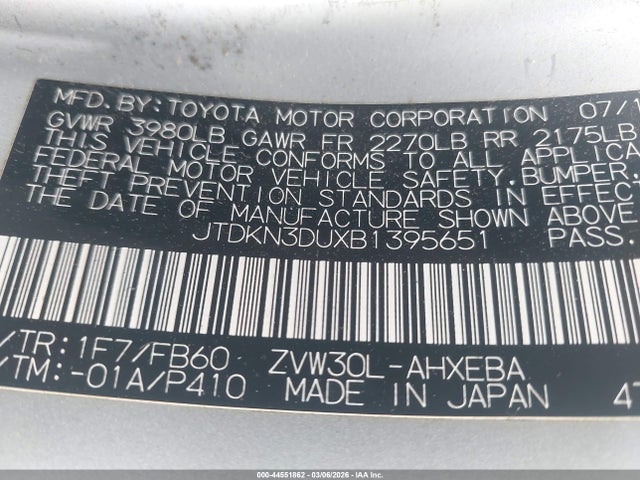 MFD. BY: TOYOTA MOTOR CORPORATION 07/1
GVWR 3980LB GAWR FR 2270LB RR 2175LB
THIS VEHICLE CONFORMS TO ALL APPLICA
FEDERAL MOTOR VEHICLE SAFETY, BUMPER,
THEFT PREVENTION STANDARDS IN EFFEC
THE DATE OF MANUFACTURE SHOWN ABOVE
JTDKN3DUXB1395651 PASS.
/TR: 1F7/FB60 ZVW30L-AHXEBA
/TM: -01A/P410 MADE IN JAPAN 4
000-44551862 - 03/06/2026 - IAA Inc.